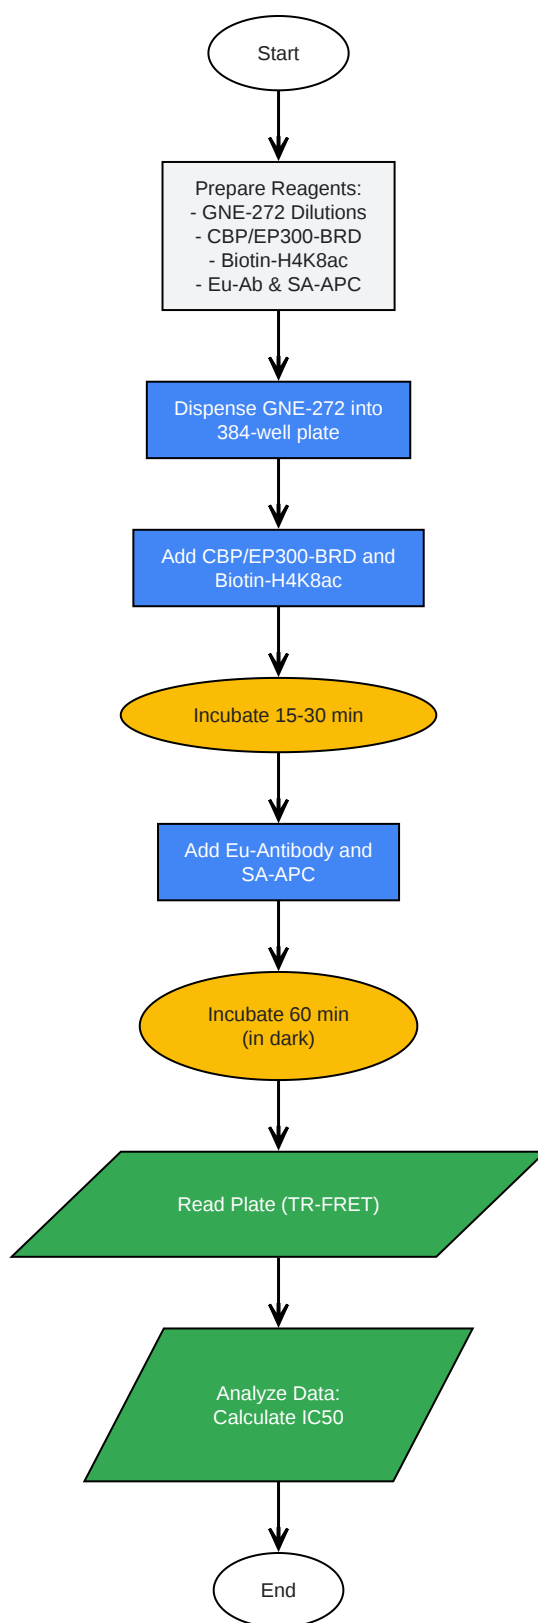 Start
Prepare Reagents:
- GNE-272 Dilutions
- CBP/EP300-BRD
- Biotin-H4K8ac
- Eu-Ab & SA-APC
Dispense GNE-272 into
384-well plate
Add CBP/EP300-BRD and
Biotin-H4K8ac
Incubate 15-30 min
Add Eu-Antibody and
SA-APC
Incubate 60 min
(in dark)
Read Plate (TR-FRET)
Analyze Data:
Calculate IC50
End